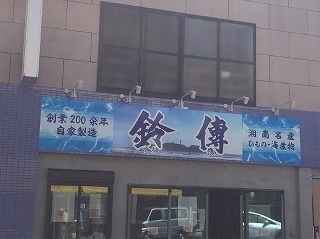 創業200余年
自家製造
鈴傳
湘南名産
ひもの・海産物